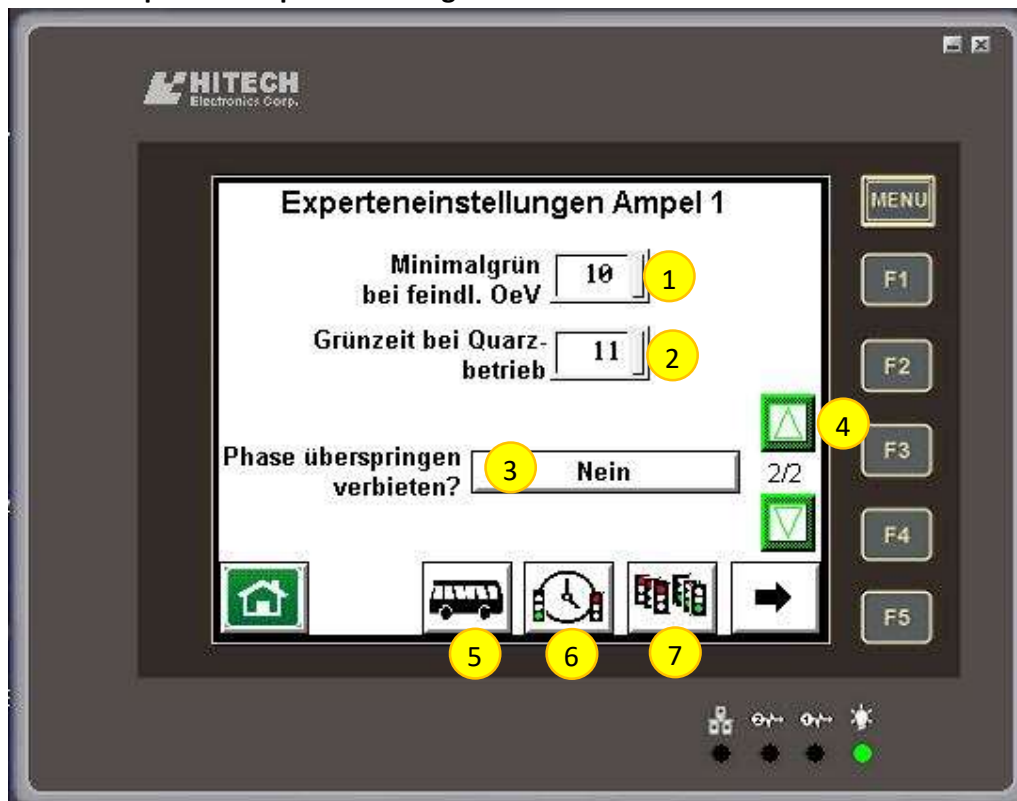 HITECH
Electronics Corp.
Experteneinstellungen Ampel 1
MENU
Minimalgrün
bei feindl. OeV
10
1
F1
Grünzeit bei Quarz-
betrieb
11
2
F2
4
Phase überspringen
verbieten?
3
Nein
2/2
F3
F4
5
6
7
F5